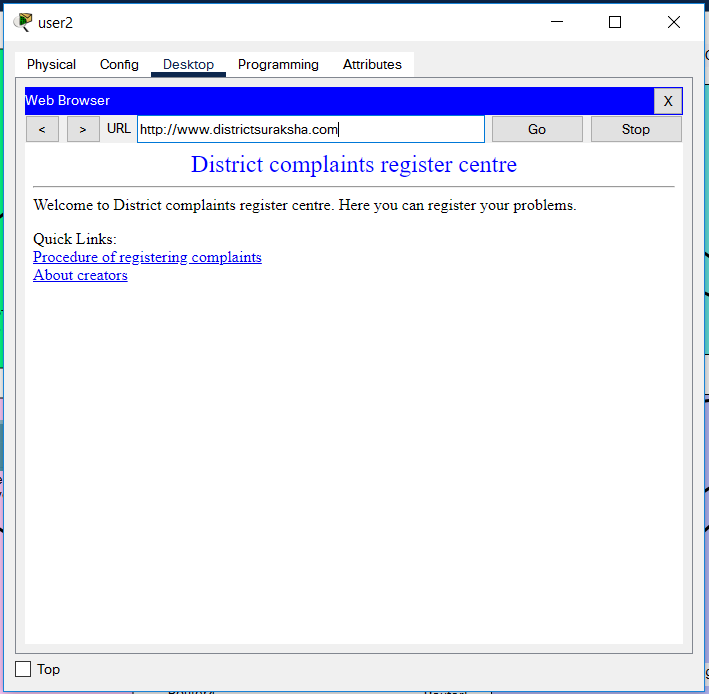 user2
Physical Config Desktop Programming Attributes
Web Browser X
< > URL http://www.districtsuraksha.com Go Stop
District complaints register centre
Welcome to District complaints register centre. Here you can register your problems.
Quick Links:
Procedure of registering complaints
About creators
Top